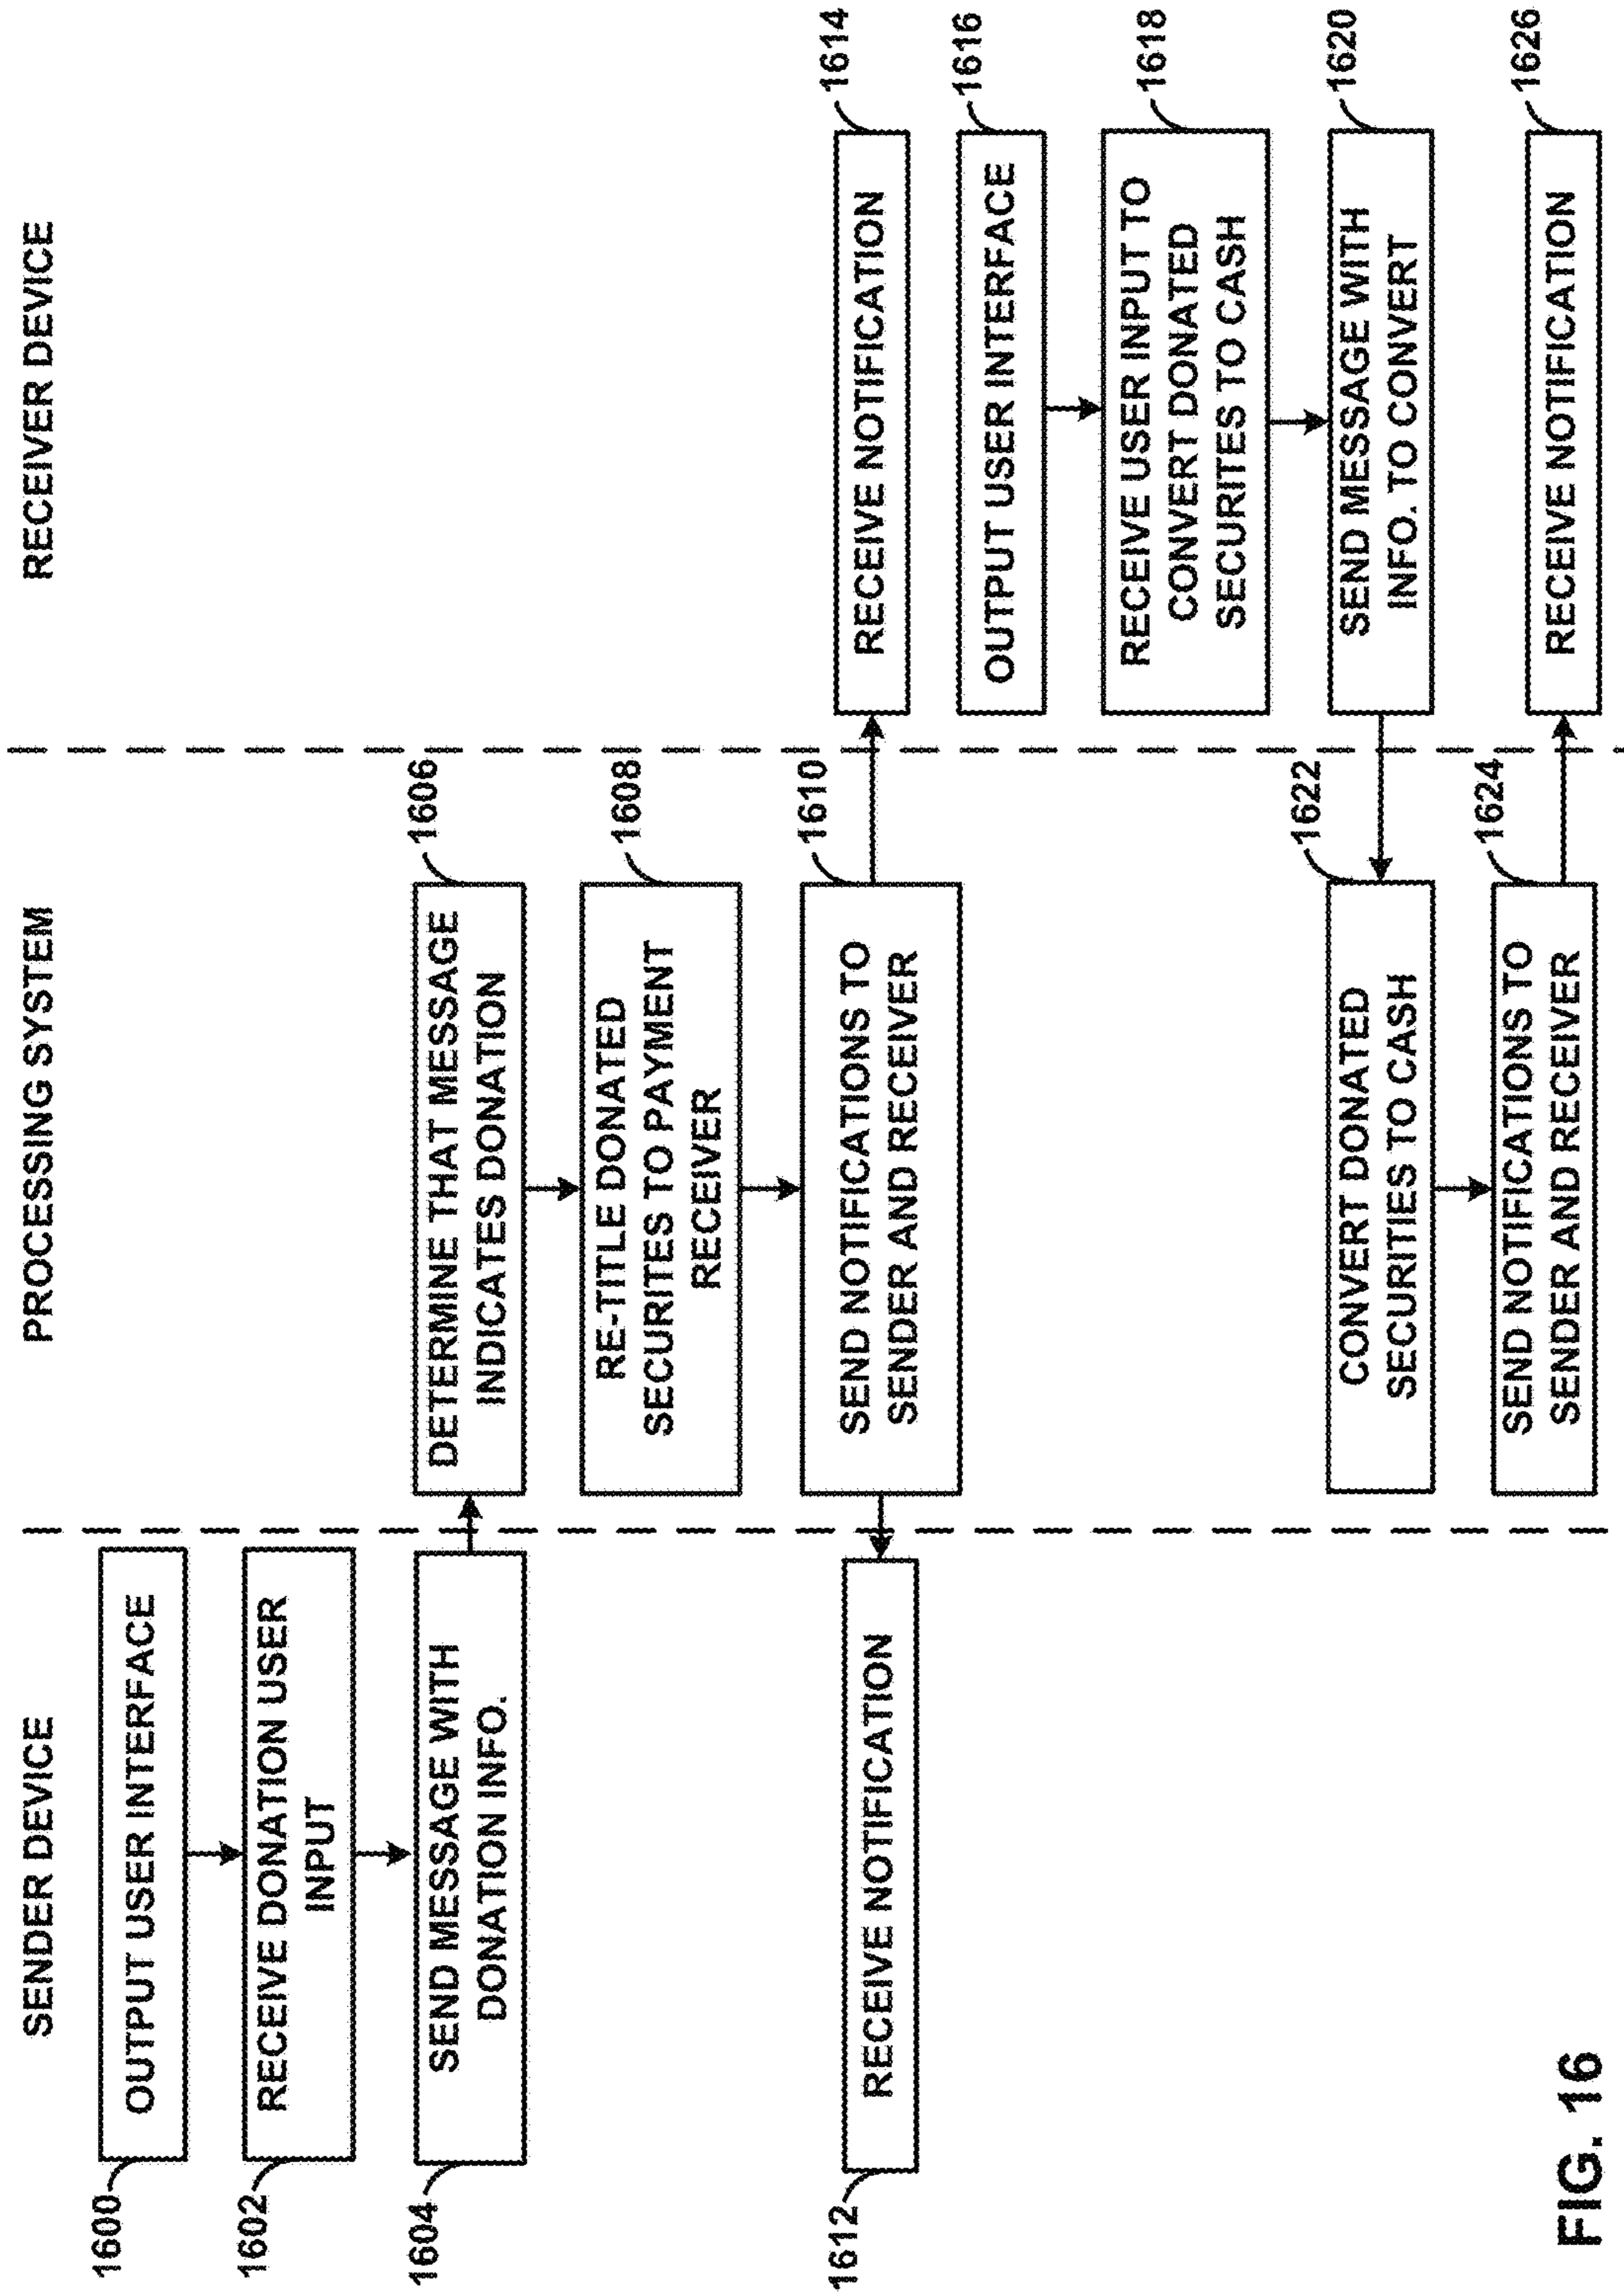 SENDER DEVICE
PROCESSING SYSTEM
RECEIVER DEVICE
1600
OUTPUT USER INTERFACE
1602
RECEIVE DONATION USER
INPUT
1604
SEND MESSAGE WITH
DONATION INFO.
1606
DETERMINE THAT MESSAGE
INDICATES DONATION
1608
RE-TITLE DONATED
SECURITES TO PAYMENT
RECEIVER
1610
SEND NOTIFICATIONS TO
SENDER AND RECEIVER
1612
RECEIVE NOTIFICATION
1614
RECEIVE NOTIFICATION
1616
OUTPUT USER INTERFACE
1618
RECEIVE USER INPUT TO
CONVERT DONATED
SECURITES TO CASH
1620
SEND MESSAGE WITH
INFO. TO CONVERT
1622
CONVERT DONATED
SECURITIES TO CASH
1624
SEND NOTIFICATIONS TO
SENDER AND RECEIVER
1626
RECEIVE NOTIFICATION
FIG. 16